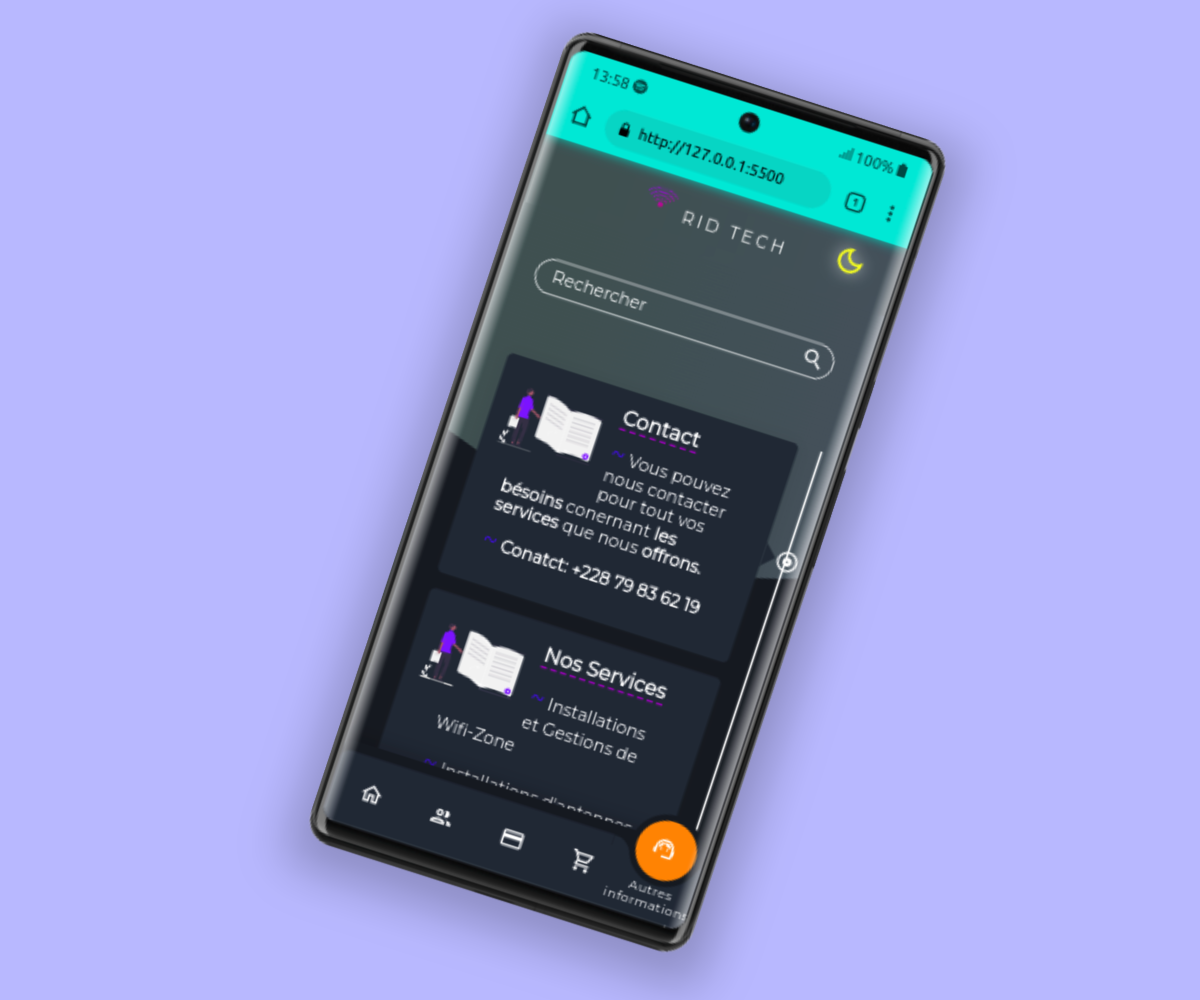 13:58
100%
http://127.0.0.1:5500
1
RID TECH
Rechercher
Contact
~ Vous pouvez
nous contacter
pour tout vos
bésoins conernant les
services que nous offrons.
~ Conatct: +228 79 83 62 19
Nos Services
~ Installations
et Gestions de
Wifi-Zone
~ Installations d'antennes
Autres
informations